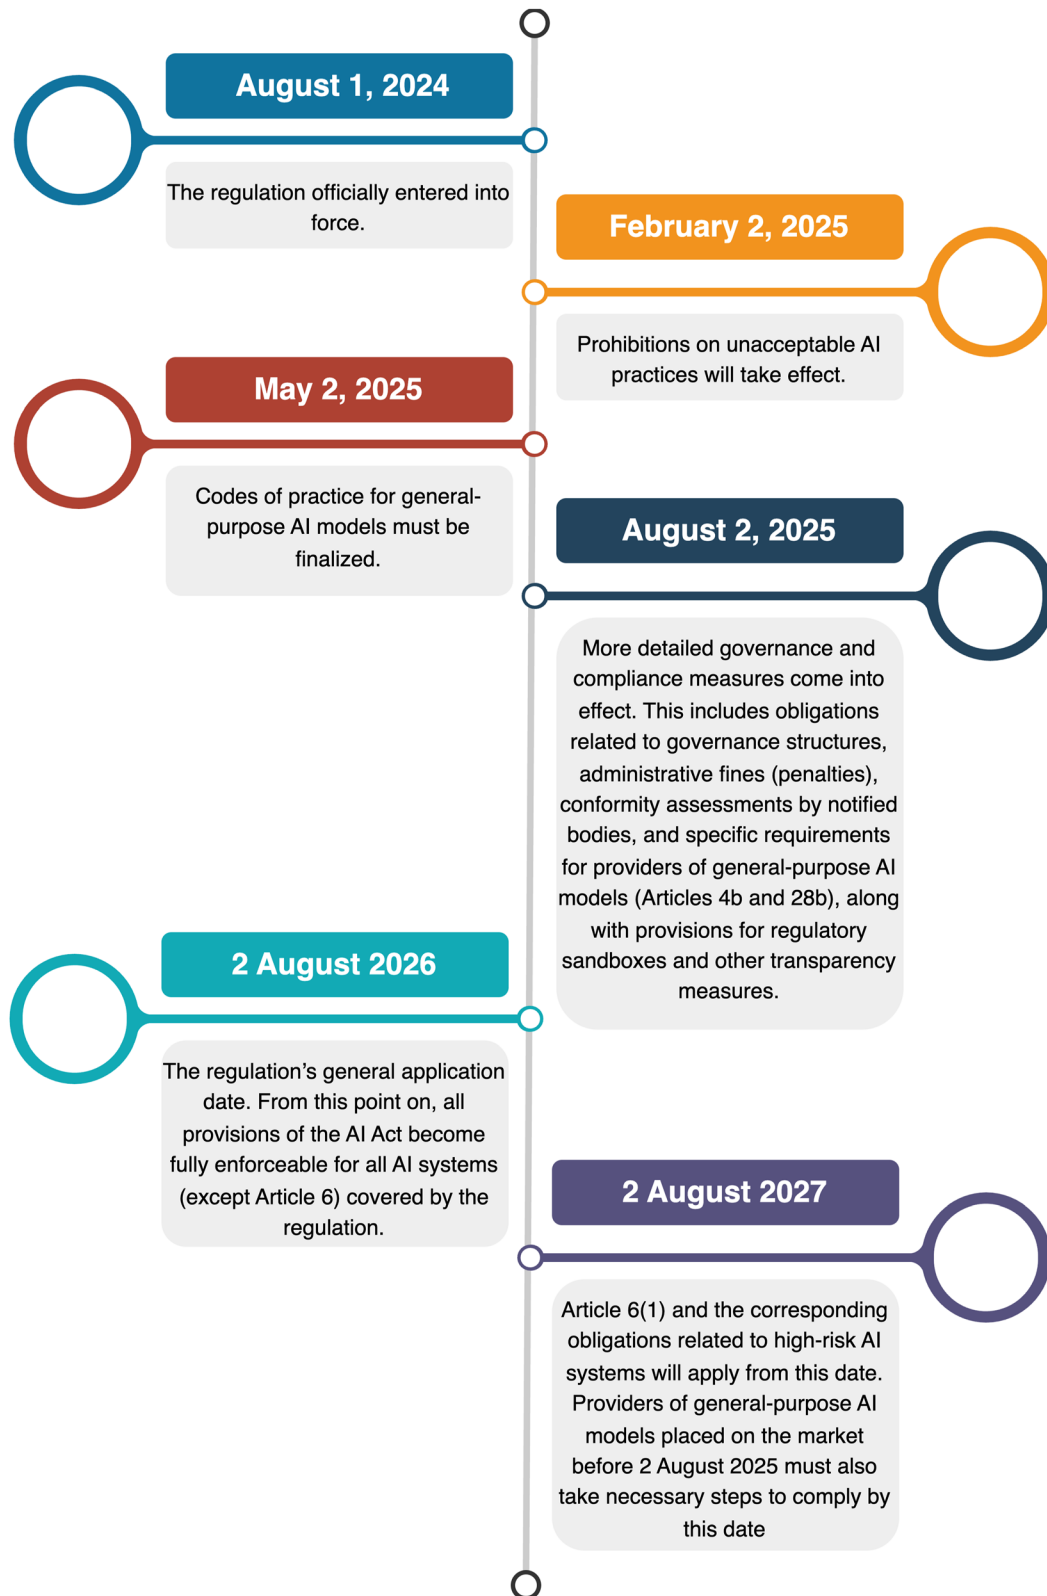 August 1, 2024
The regulation officially entered into
force.
February 2, 2025
Prohibitions on unacceptable AI
practices will take effect.
May 2, 2025
Codes of practice for general-
purpose AI models must be
finalized.
August 2, 2025
More detailed governance and
compliance measures come into
effect. This includes obligations
related to governance structures,
administrative fines (penalties),
conformity assessments by notified
bodies, and specific requirements
for providers of general-purpose AI
models (Articles 4b and 28b), along
with provisions for regulatory
sandboxes and other transparency
measures.
2 August 2026
The regulation’s general application
date. From this point on, all
provisions of the AI Act become
fully enforceable for all AI systems
(except Article 6) covered by the
regulation.
2 August 2027
Article 6(1) and the corresponding
obligations related to high-risk AI
systems will apply from this date.
Providers of general-purpose AI
models placed on the market
before 2 August 2025 must also
take necessary steps to comply by
this date